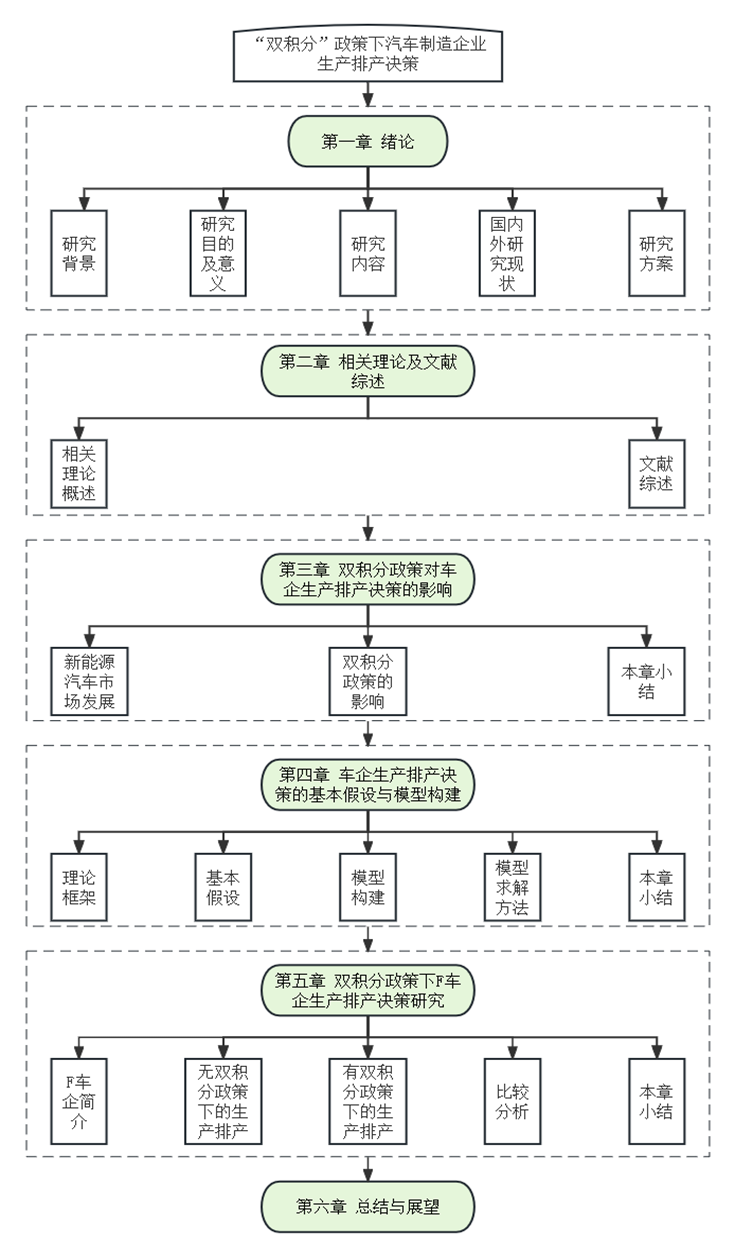 “双积分”政策下汽车制造企业
生产排产决策
第一章 绪论
研究
背景
研究
目的
及意
义
研究
内容
国内
外研
究现
状
研究
方案
第二章 相关理论及文献
综述
相关
理论
概述
文献
综述
第三章 双积分政策对车
企生产排产决策的影响
新能源
汽车市
场发展
双积分
政策的
影响
本章小
结
第四章 车企生产排产决
策的基本假设与模型构建
理论
框架
基本
假设
模型
构建
模型
求解
方法
本章
小结
第五章 双积分政策下F车
企生产排产决策研究
F车
企简
介
无双积
分政策
下的生
产排产
有双积
分政策
下的生
产排产
比较
分析
本章
小结
第六章 总结与展望